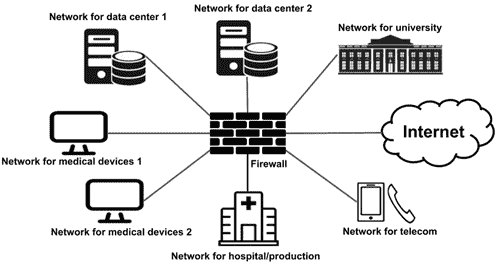 Network for data center 1
Network for data center 2
Network for university
Internet
Network for medical devices 1
Firewall
Network for medical devices 2
Network for telecom
Network for hospital/production